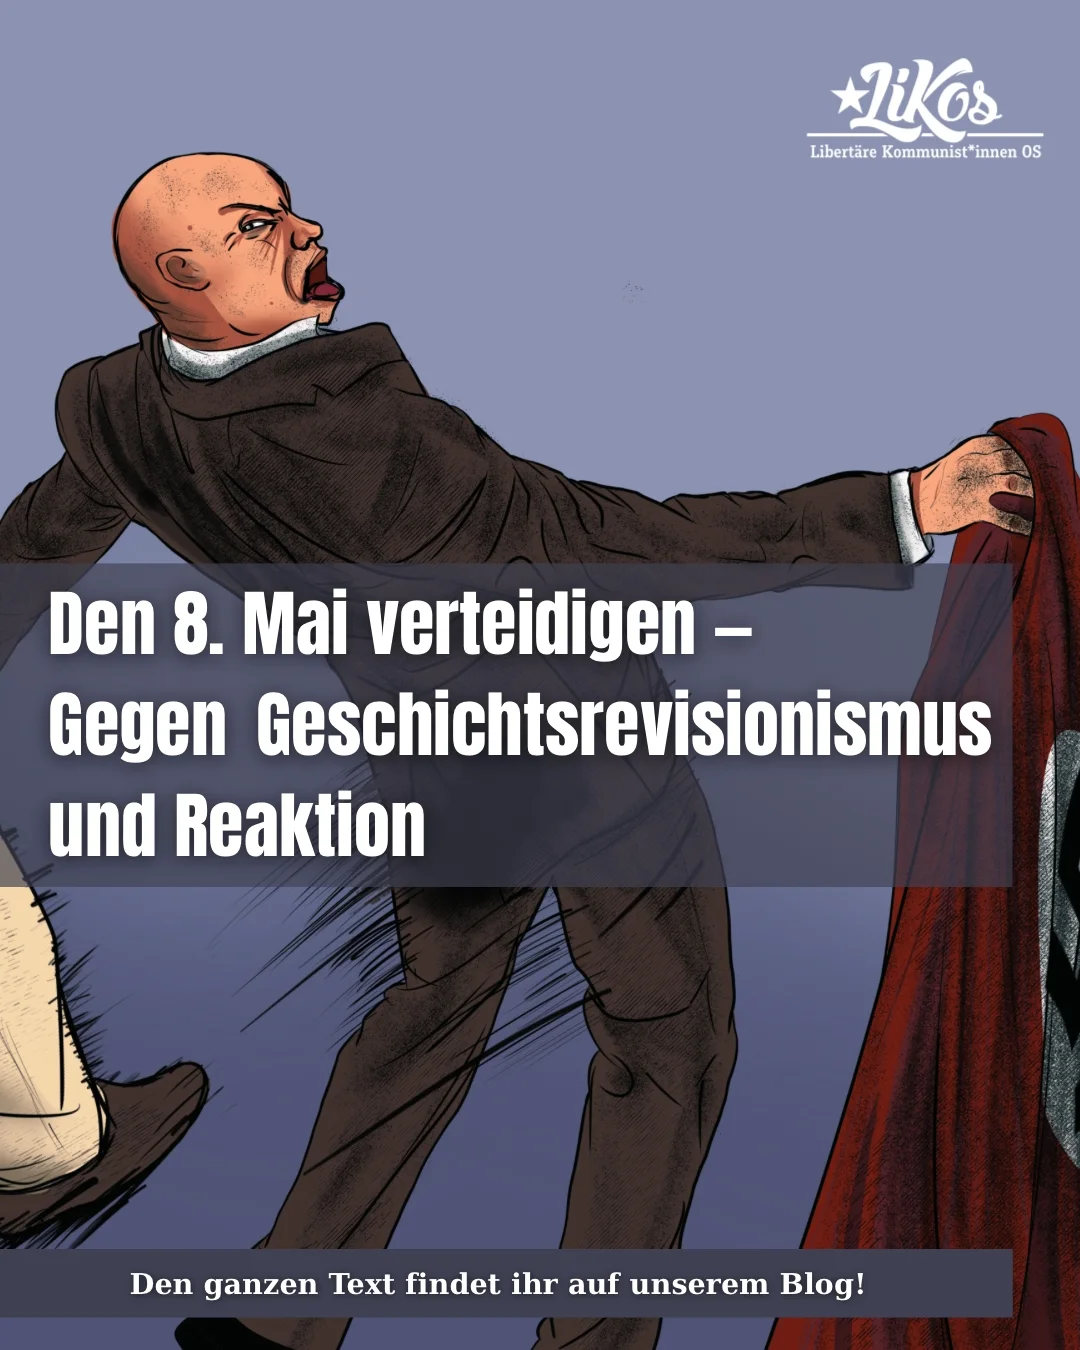 LiKos
Libertäre Kommunist*innen OS
Den 8. Mai verteidigen –
Gegen Geschichtsrevisionismus
und Reaktion
Den ganzen Text findet ihr auf unserem Blog!